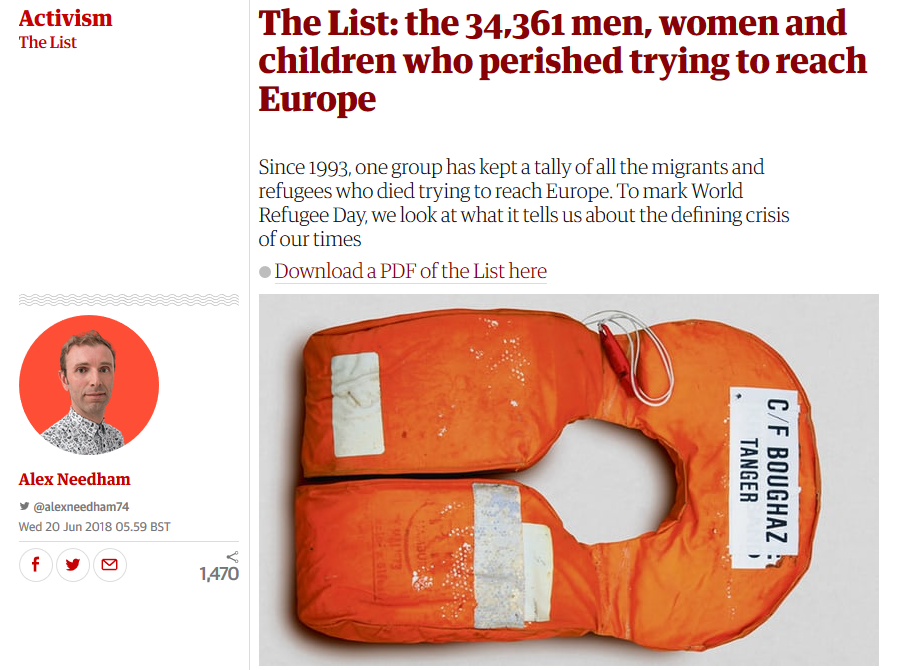 Activism
The List
The List: the 34,361 men, women and
children who perished trying to reach
Europe
Since 1993, one group has kept a tally of all the migrants and
refugees who died trying to reach Europe. To mark World
Refugee Day, we look at what it tells us about the defining crisis
of our times
Download a PDF of the List here
Alex Needham
@alexneedham74
Wed 20 Jun 2018 05.59 BST
1,470
C/F BOUGHAZ
TANGER